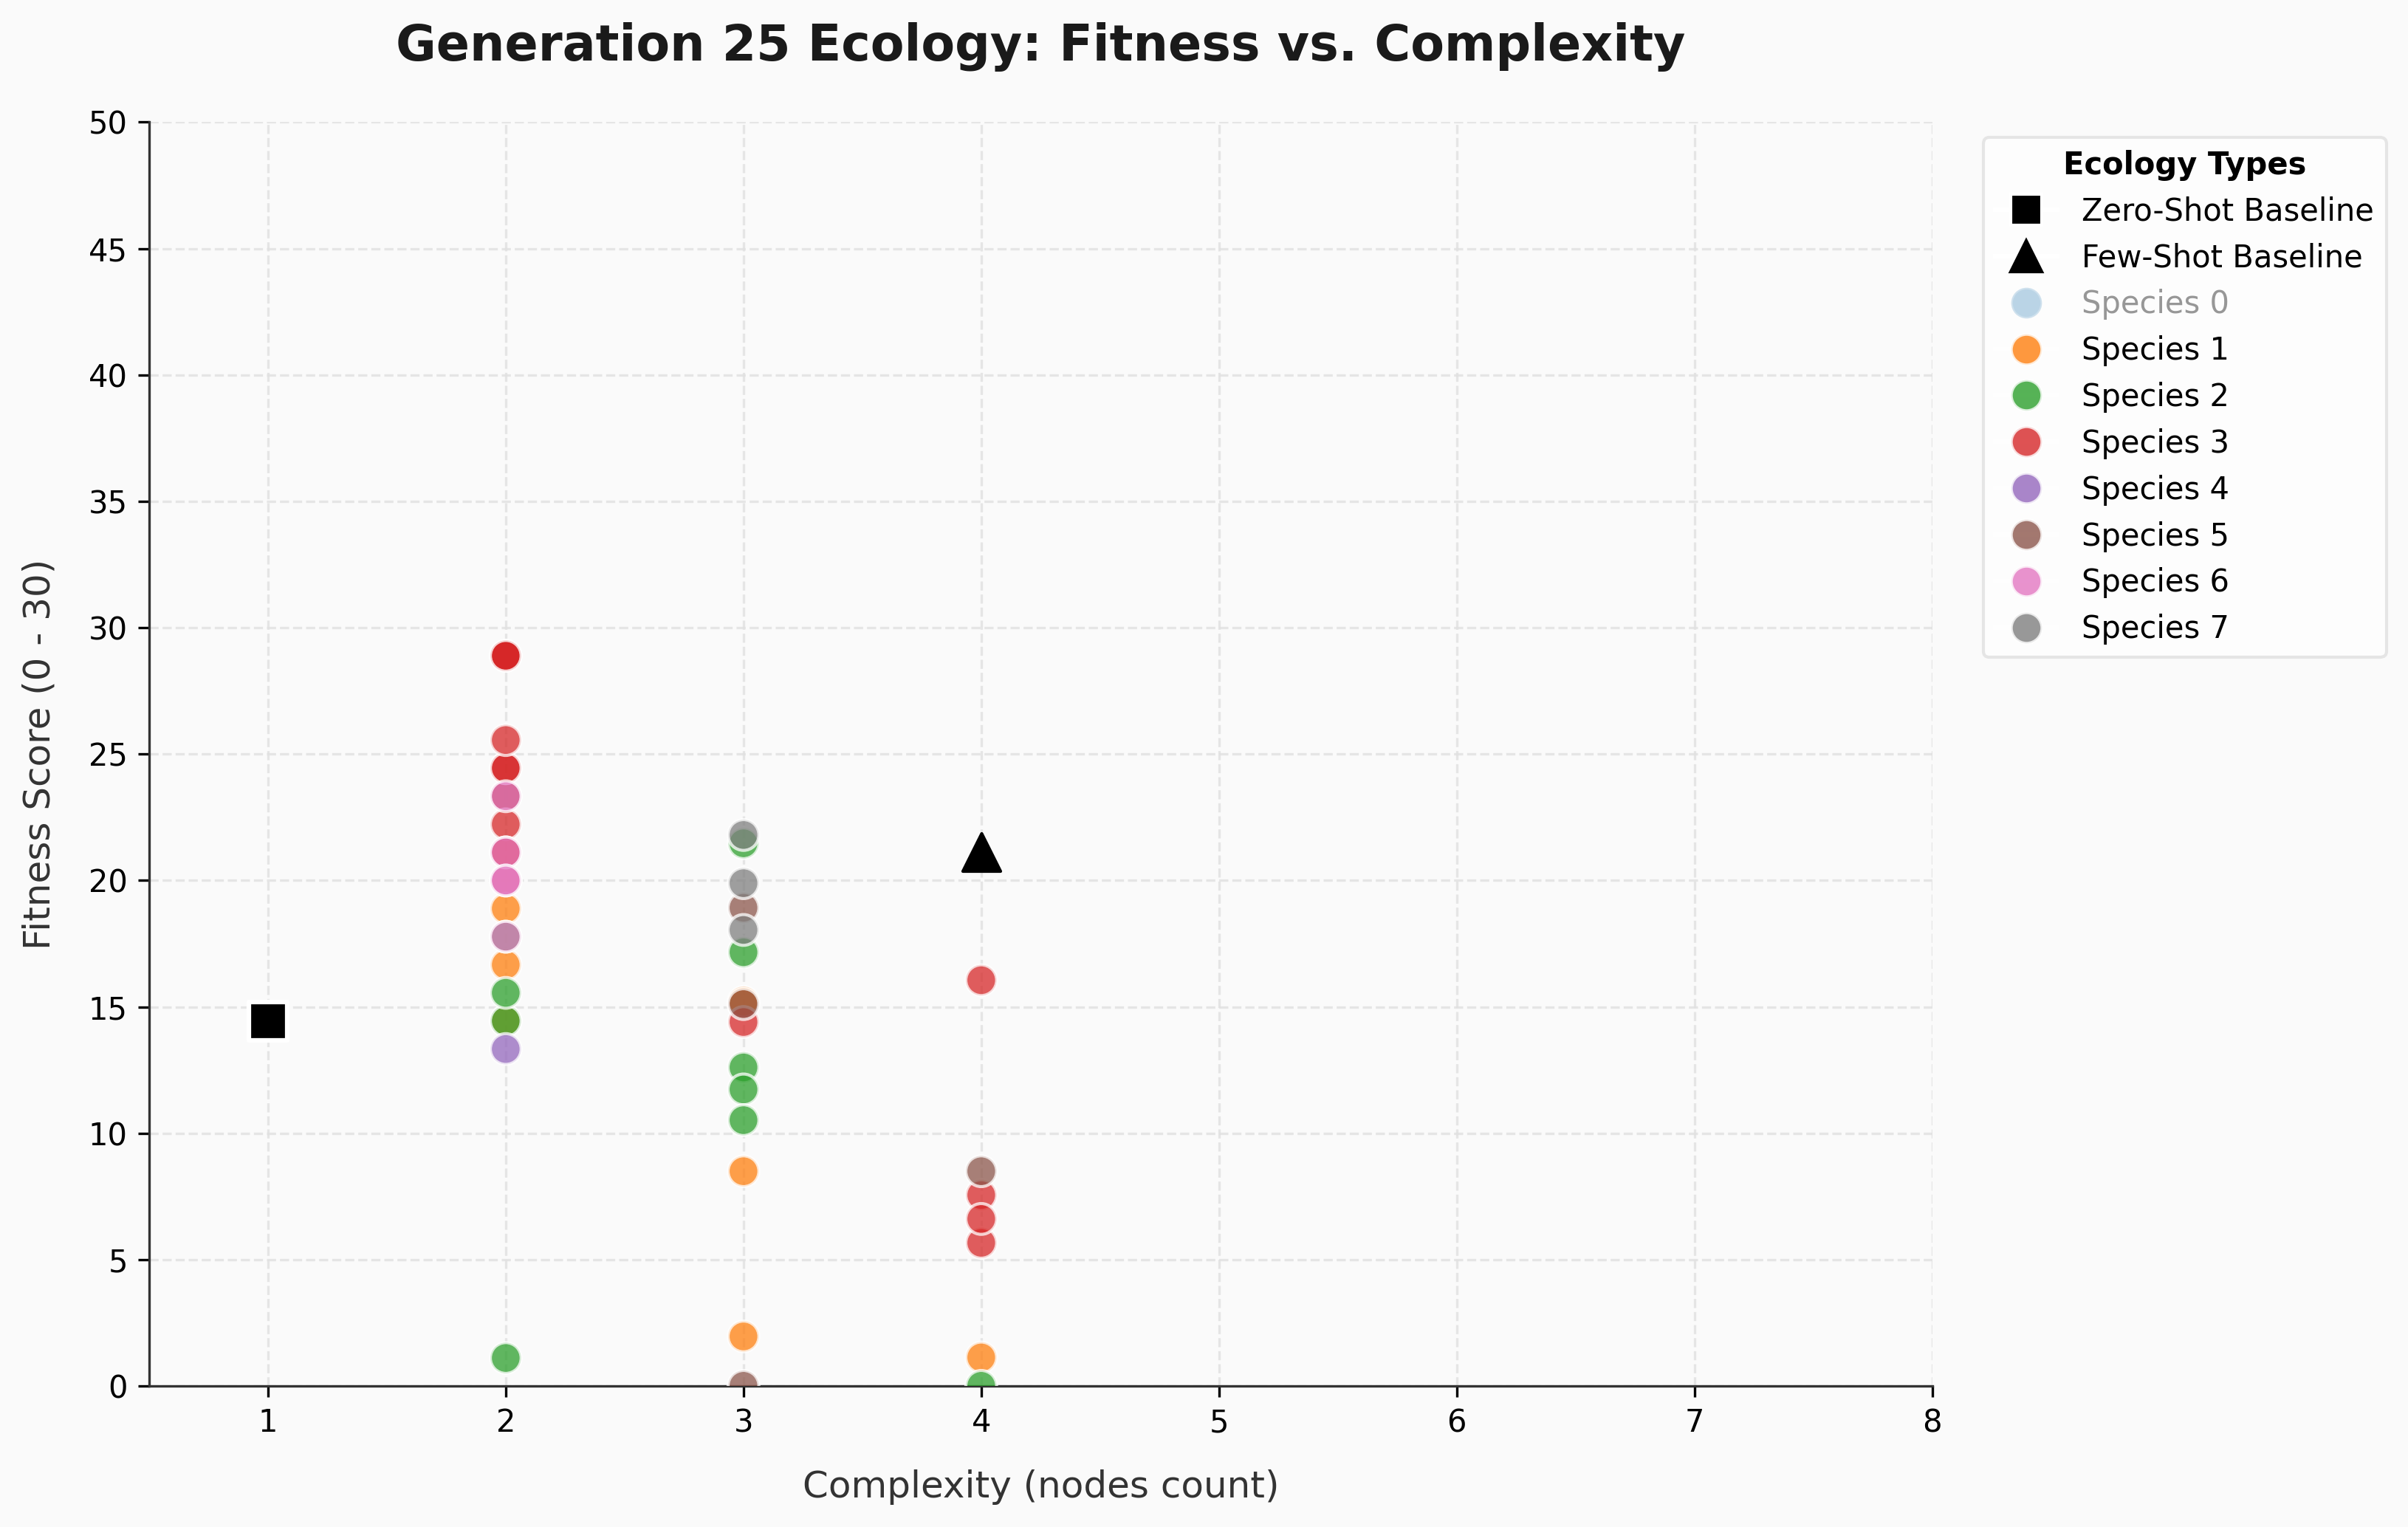 Generation 25 Ecology: Fitness vs. Complexity
50
45
40
35
30
25
20
15
10
5
0
Fitness Score (0 - 30)
1 2 3 4 5 6 7 8
Complexity (nodes count)
Ecology Types
Zero-Shot Baseline
Few-Shot Baseline
Species 0
Species 1
Species 2
Species 3
Species 4
Species 5
Species 6
Species 7